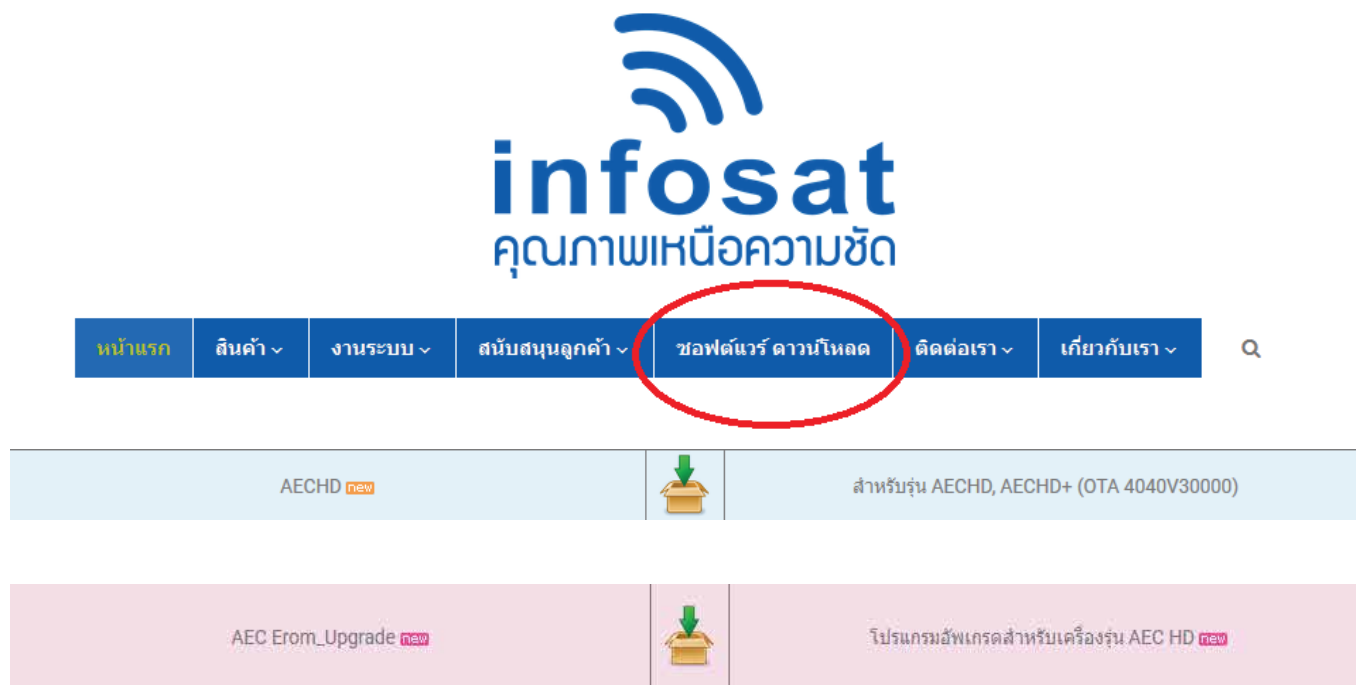 infosat
คุณภาพเหนือความชัด
หน้าแรก สินค้า งานระบบ สนับสนุนลูกค้า ซอฟต์แวร์ ดาวน์โหลด ติดต่อเรา เกี่ยวกับเรา
AECHD new สำหรับรุ่น AECHD, AECHD+ (OTA 4040V30000)
AEC Erom_Upgrade new โปรแกรมอัพเกรดสำหรับเครื่องรุ่น AEC HD new